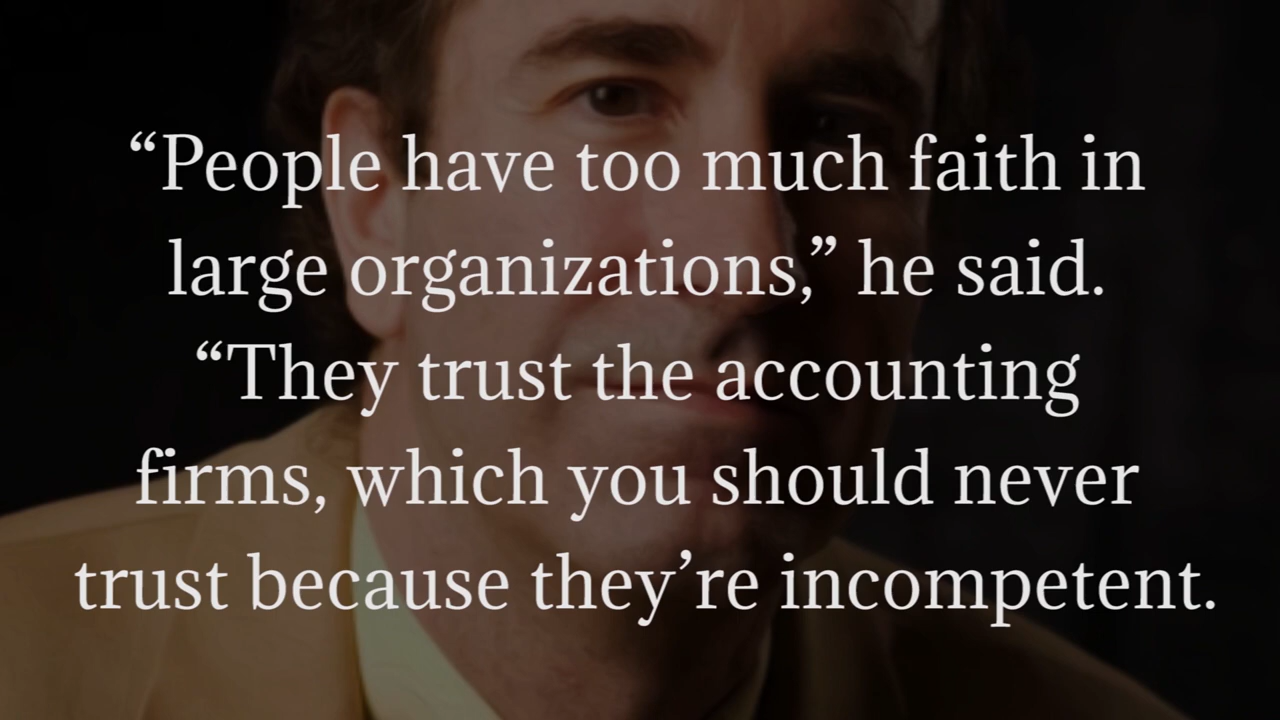 “People have too much faith in
large organizations,” he said.
“They trust the accounting
firms, which you should never
trust because they’re incompetent.